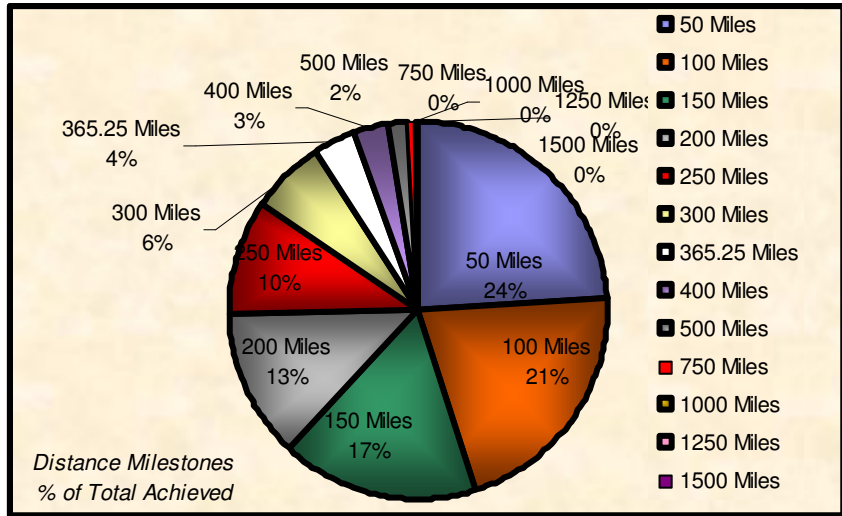 500 Miles
2%
750 Miles
0%
1000 Miles
0%
1250 Miles
0%
1500 Miles
0%
400 Miles
3%
365.25 Miles
4%
300 Miles
6%
250 Miles
10%
200 Miles
13%
150 Miles
17%
100 Miles
21%
50 Miles
24%
Distance Milestones
% of Total Achieved
50 Miles
100 Miles
150 Miles
200 Miles
250 Miles
300 Miles
365.25 Miles
400 Miles
500 Miles
750 Miles
1000 Miles
1250 Miles
1500 Miles